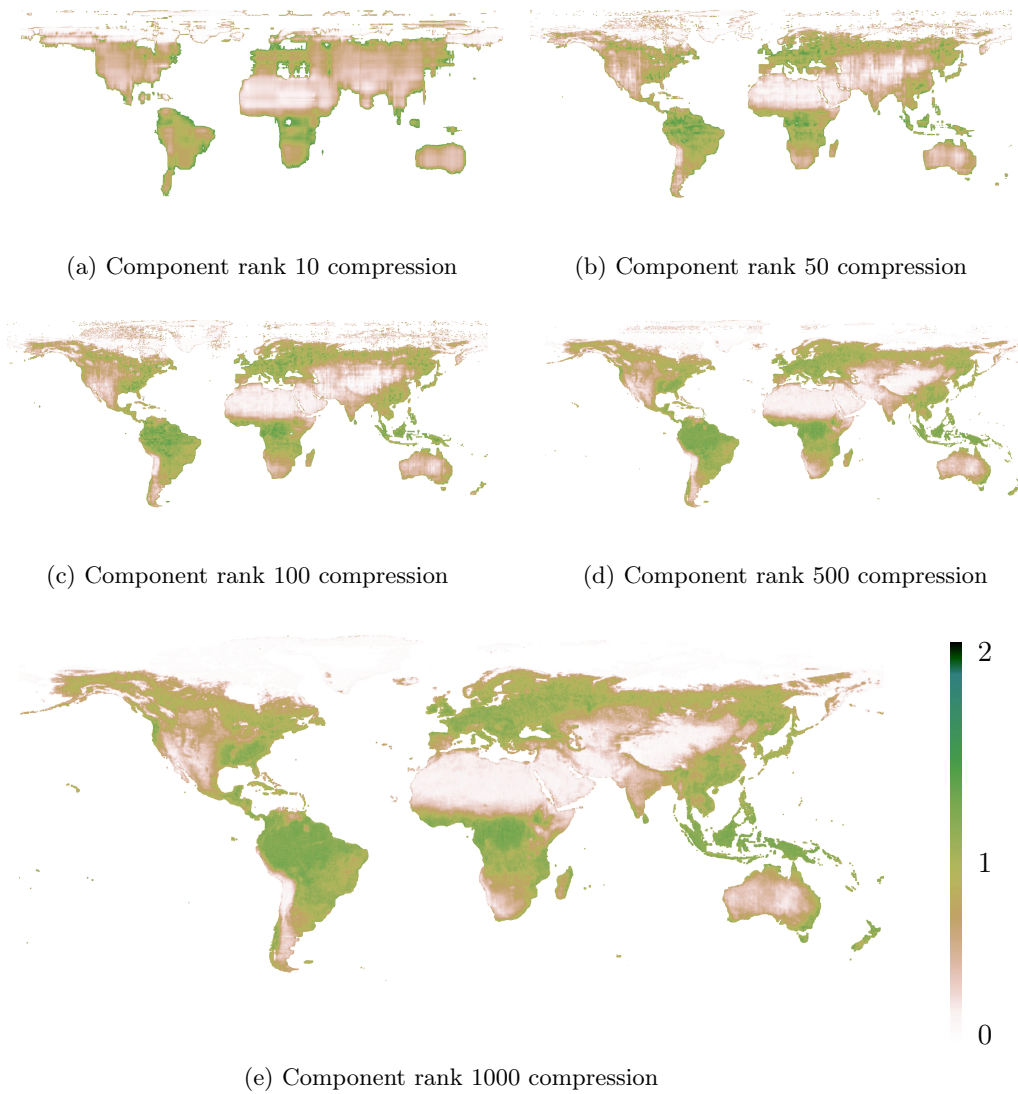 (a) Component rank 10 compression
(b) Component rank 50 compression
(c) Component rank 100 compression
(d) Component rank 500 compression
2
1
0
(e) Component rank 1000 compression